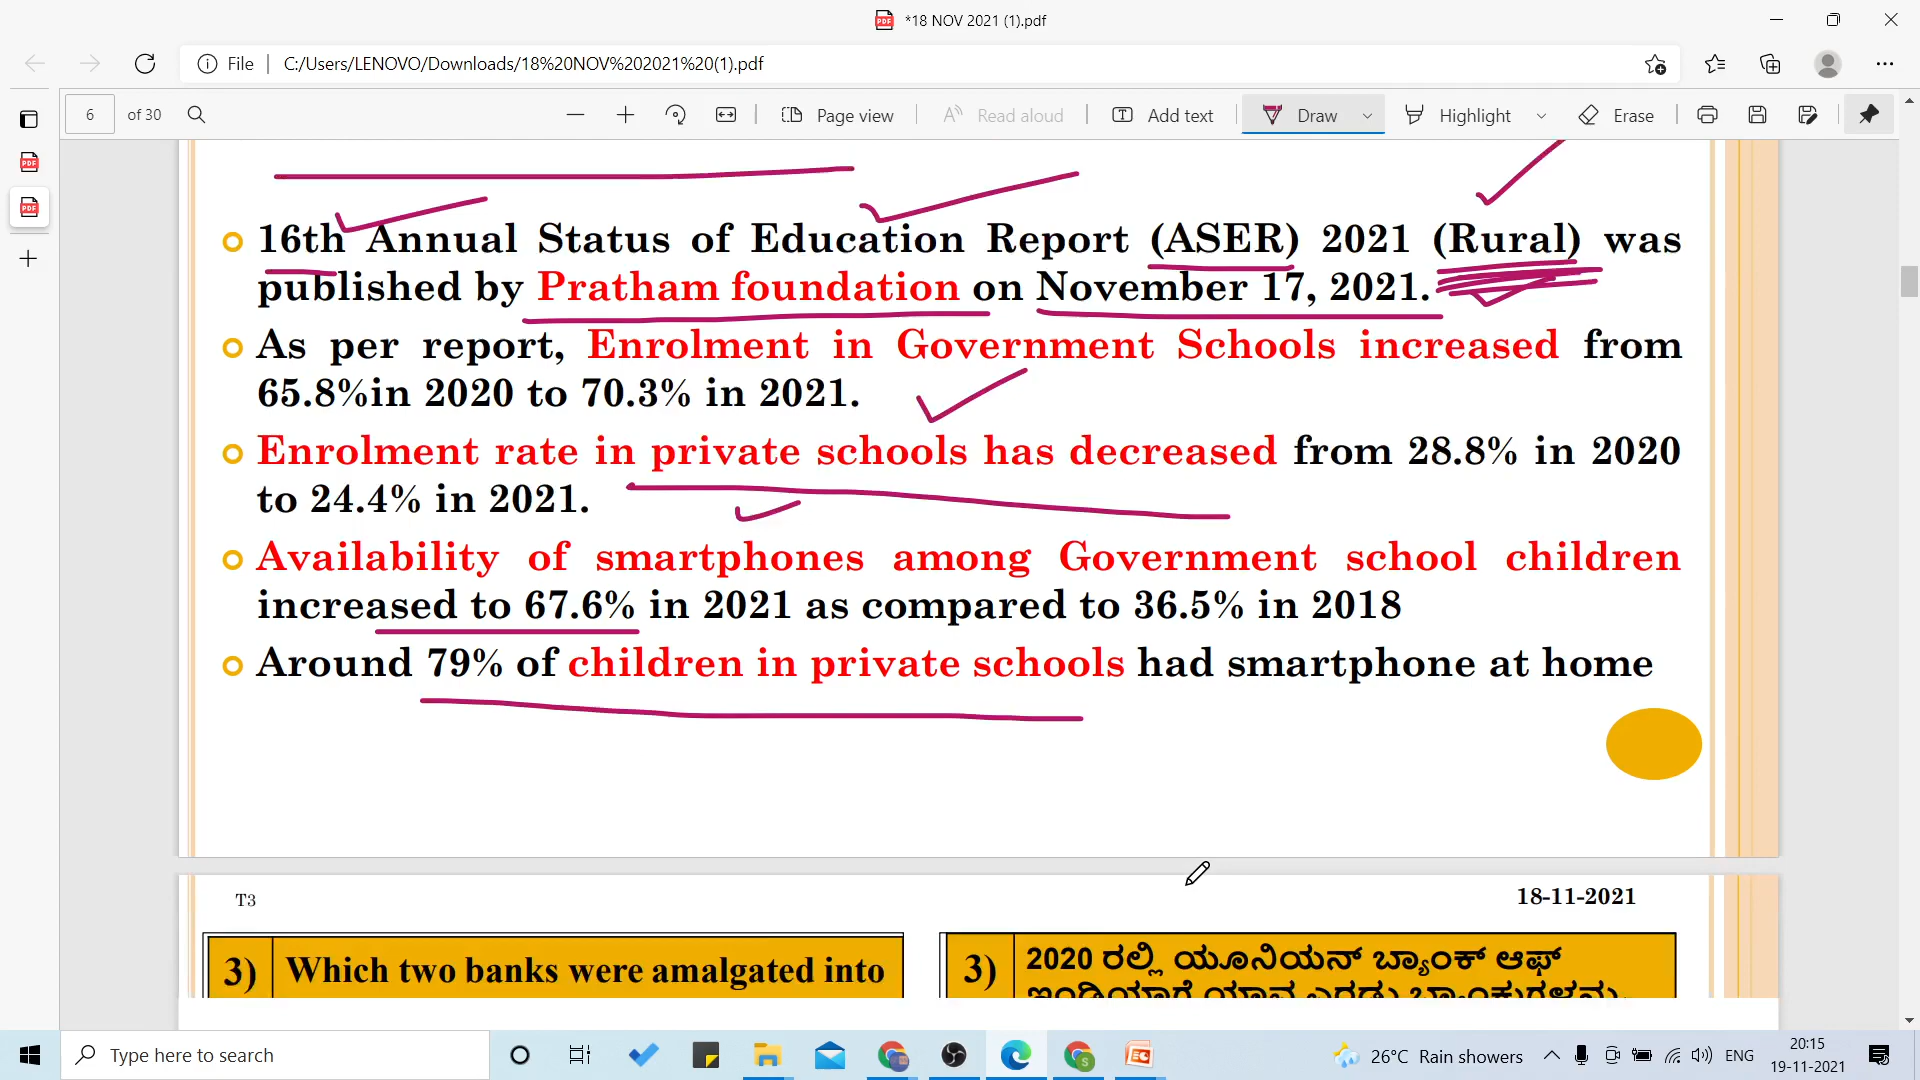 *18 NOV 2021 (1).pdf
File
C:/Users/LENOVO/Downloads/18%20NOV%202021%20(1).pdf
6 of 30
Page view
Read aloud
Add text
Draw
Highlight
Erase
16th Annual Status of Education Report (ASER) 2021 (Rural) was
published by Pratham foundation on November 17, 2021.
As per report, Enrolment in Government Schools increased from
65.8%in 2020 to 70.3% in 2021.
Enrolment rate in private schools has decreased from 28.8% in 2020
to 24.4% in 2021.
Availability of smartphones among Government school children
increased to 67.6% in 2021 as compared to 36.5% in 2018
Around 79% of children in private schools had smartphone at home
T3
18-11-2021
3) Which two banks were amalgated into
3) 2020 ರಲ್ಲಿ ಯೂನಿಯನ್ ಬ್ಯಾಂಕ್ ಆಫ್
ಇಂಡಿಯಾಗೆ ಯಾವ ಎರಡು ಬ್ಯಾಂಕುಗಳನ್ನು
Type here to search
26°C Rain showers
ENG
20:15
19-11-2021